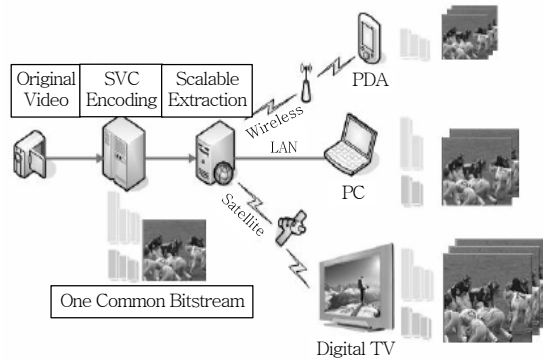 Original
Video
SVC
Encoding
Scalable
Extraction
Wireless
PDA
LAN
PC
Satellite
One Common Bitstream
Digital TV